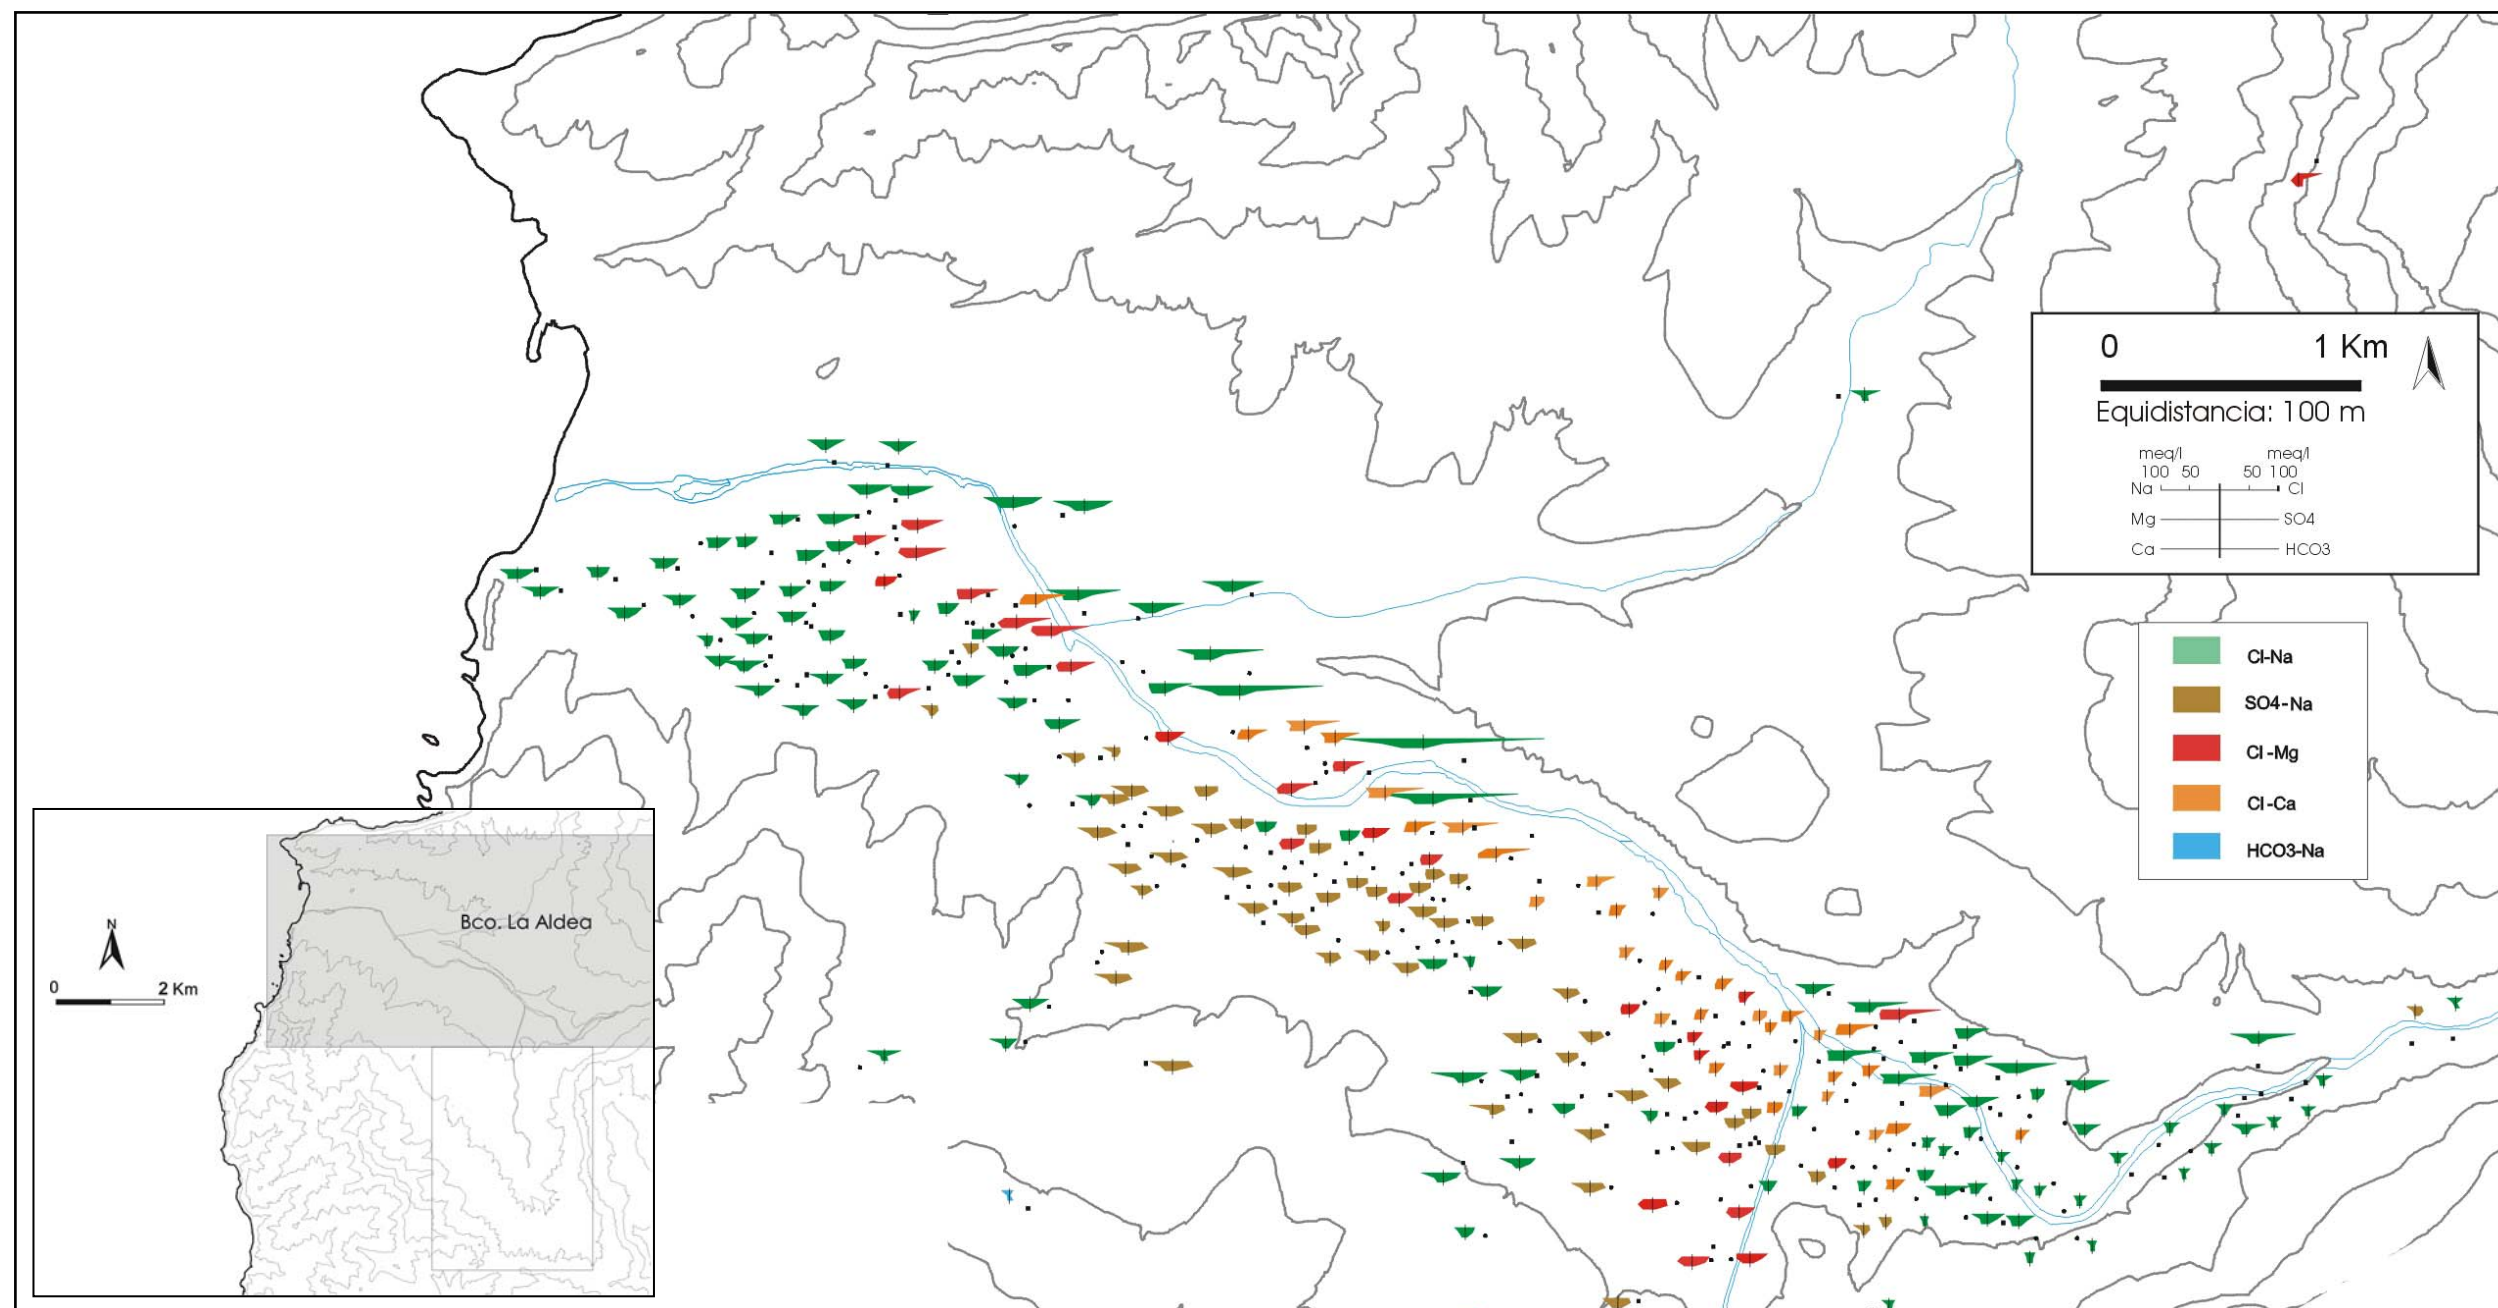 0 1 Km
Equidistancia: 100 m
meq/l meq/l
100 50 50 100
Na Cl
Mg SO4
Ca HCO3
Cl-Na
SO4-Na
Cl-Mg
Cl-Ca
HCO3-Na
Bco. La Aldea
N
0 2 Km